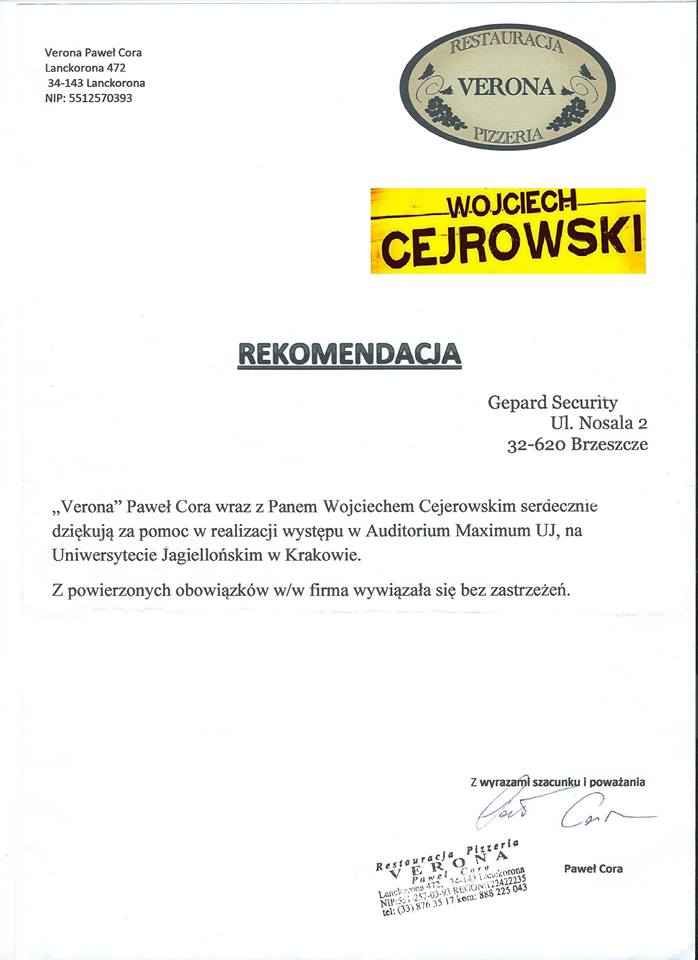 Verona Paweł Cora
Lanckorona 472
34-143 Lanckorona
NIP: 5512570393
RESTAURACJA
VERONA
PIZZERIA
WOJCIECH
CEJROWSKI
REKOMENDACJA
Gepard Security
Ul. Nosala 2
32-620 Brzeszcze
„Verona” Paweł Cora wraz z Panem Wojciechem Cejerowskim serdecznie
dziękują za pomoc w realizacji występu w Auditorium Maximum UJ, na
Uniwersytecie Jagiellońskim w Krakowie.
Z powierzonych obowiązków w/w firma wywiązała się bez zastrzeżeń.
Z wyrazami szacunku i poważania
Paweł Cora
Restauracja Pizzeria
VERONA
Paweł Cora
Lanckorona 472, 34-143 Lanckorona
NIP:551-257-03-93 REGON:122422235
tel: (33) 876 35 17 kom: 888 225 043